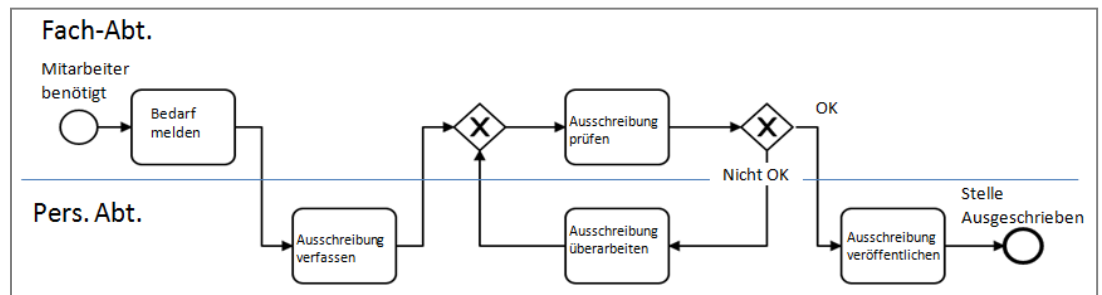 Fach-Abt.
Mitarbeiter
benötigt
Bedarf
melden
Ausschreibung
prüfen
OK
Nicht OK
Pers. Abt.
Ausschreibung
verfassen
Ausschreibung
überarbeiten
Ausschreibung
veröffentlichen
Stelle
Ausgeschrieben